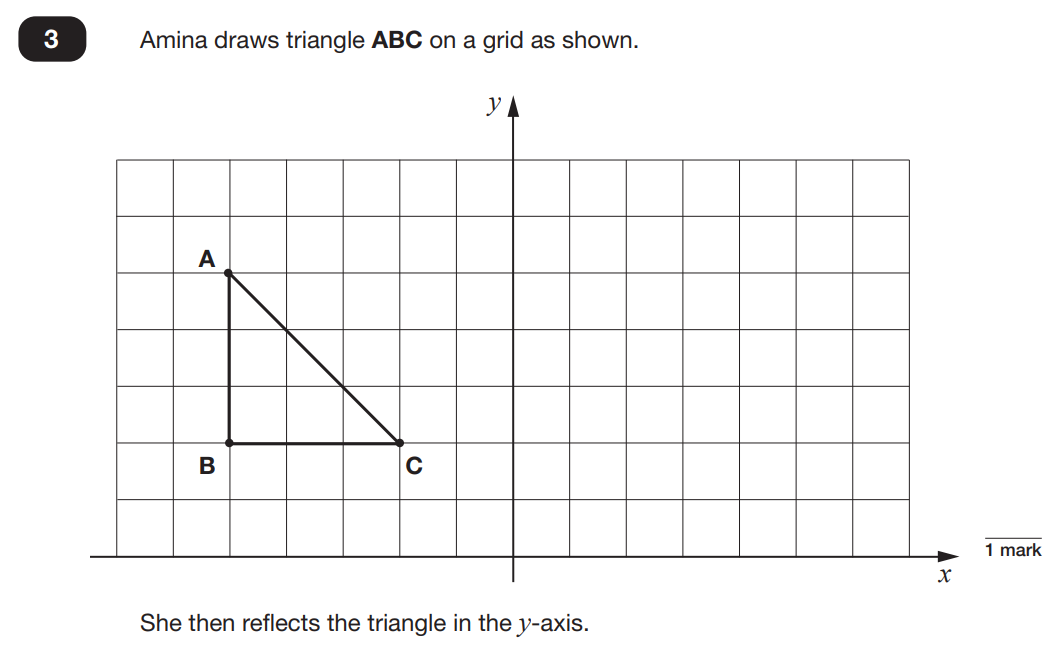 3
Amina draws triangle ABC on a grid as shown.
y
A
B
C
x
1 mark
She then reflects the triangle in the y-axis.